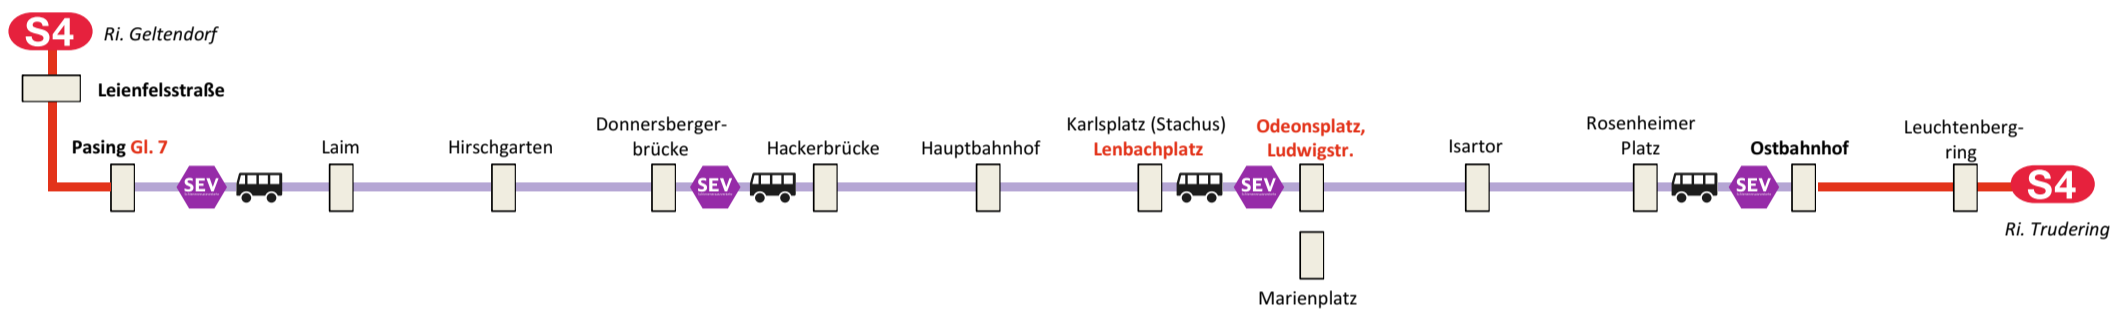 S4 Ri. Geltendorf
Leienfelsstraße
Pasing Gl. 7
SEV
Laim
Hirschgarten
Donnersberger-
brücke
SEV
Hackerbrücke
Hauptbahnhof
Karlsplatz (Stachus)
Lenbachplatz
SEV
Odeonsplatz,
Ludwigstr.
Marienplatz
Isartor
Rosenheimer
Platz
SEV
Ostbahnhof
Leuchtenberg-
ring
S4
Ri. Trudering